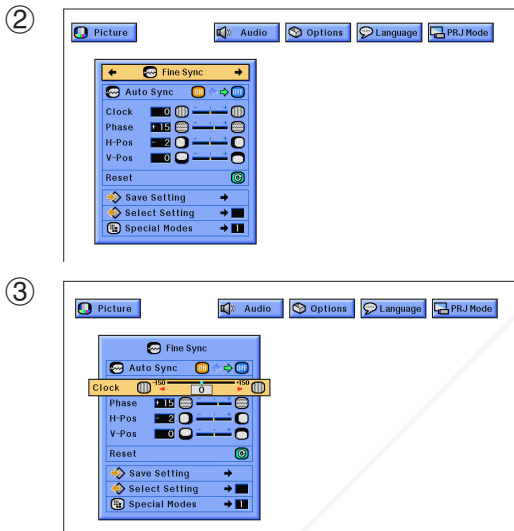 ②
Picture Audio Options Language PRJ Mode
Fine Sync
Auto Sync ON OFF
Clock 0 - +
Phase +15 - +
H-Pos - 2 - +
V-Pos 0 - +
Reset
Save Setting
Select Setting
Special Modes 1
③
Picture Audio Options Language PRJ Mode
Fine Sync
Auto Sync ON OFF
Clock -150 0 +150
Phase +15 - +
H-Pos - 2 - +
V-Pos 0 - +
Reset
Save Setting
Select Setting
Special Modes 1